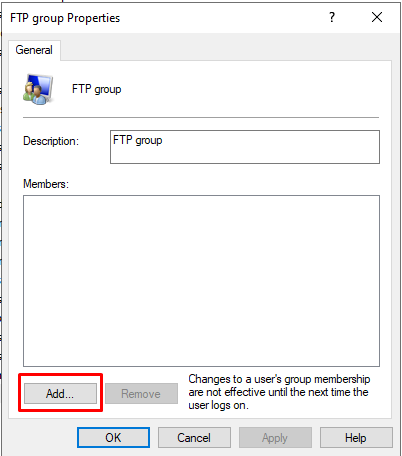 FTP group Properties
?
General
FTP group
Description:
FTP group
Members:
Add...
Remove
Changes to a user's group membership
are not effective until the next time the
user logs on.
OK
Cancel
Apply
Help